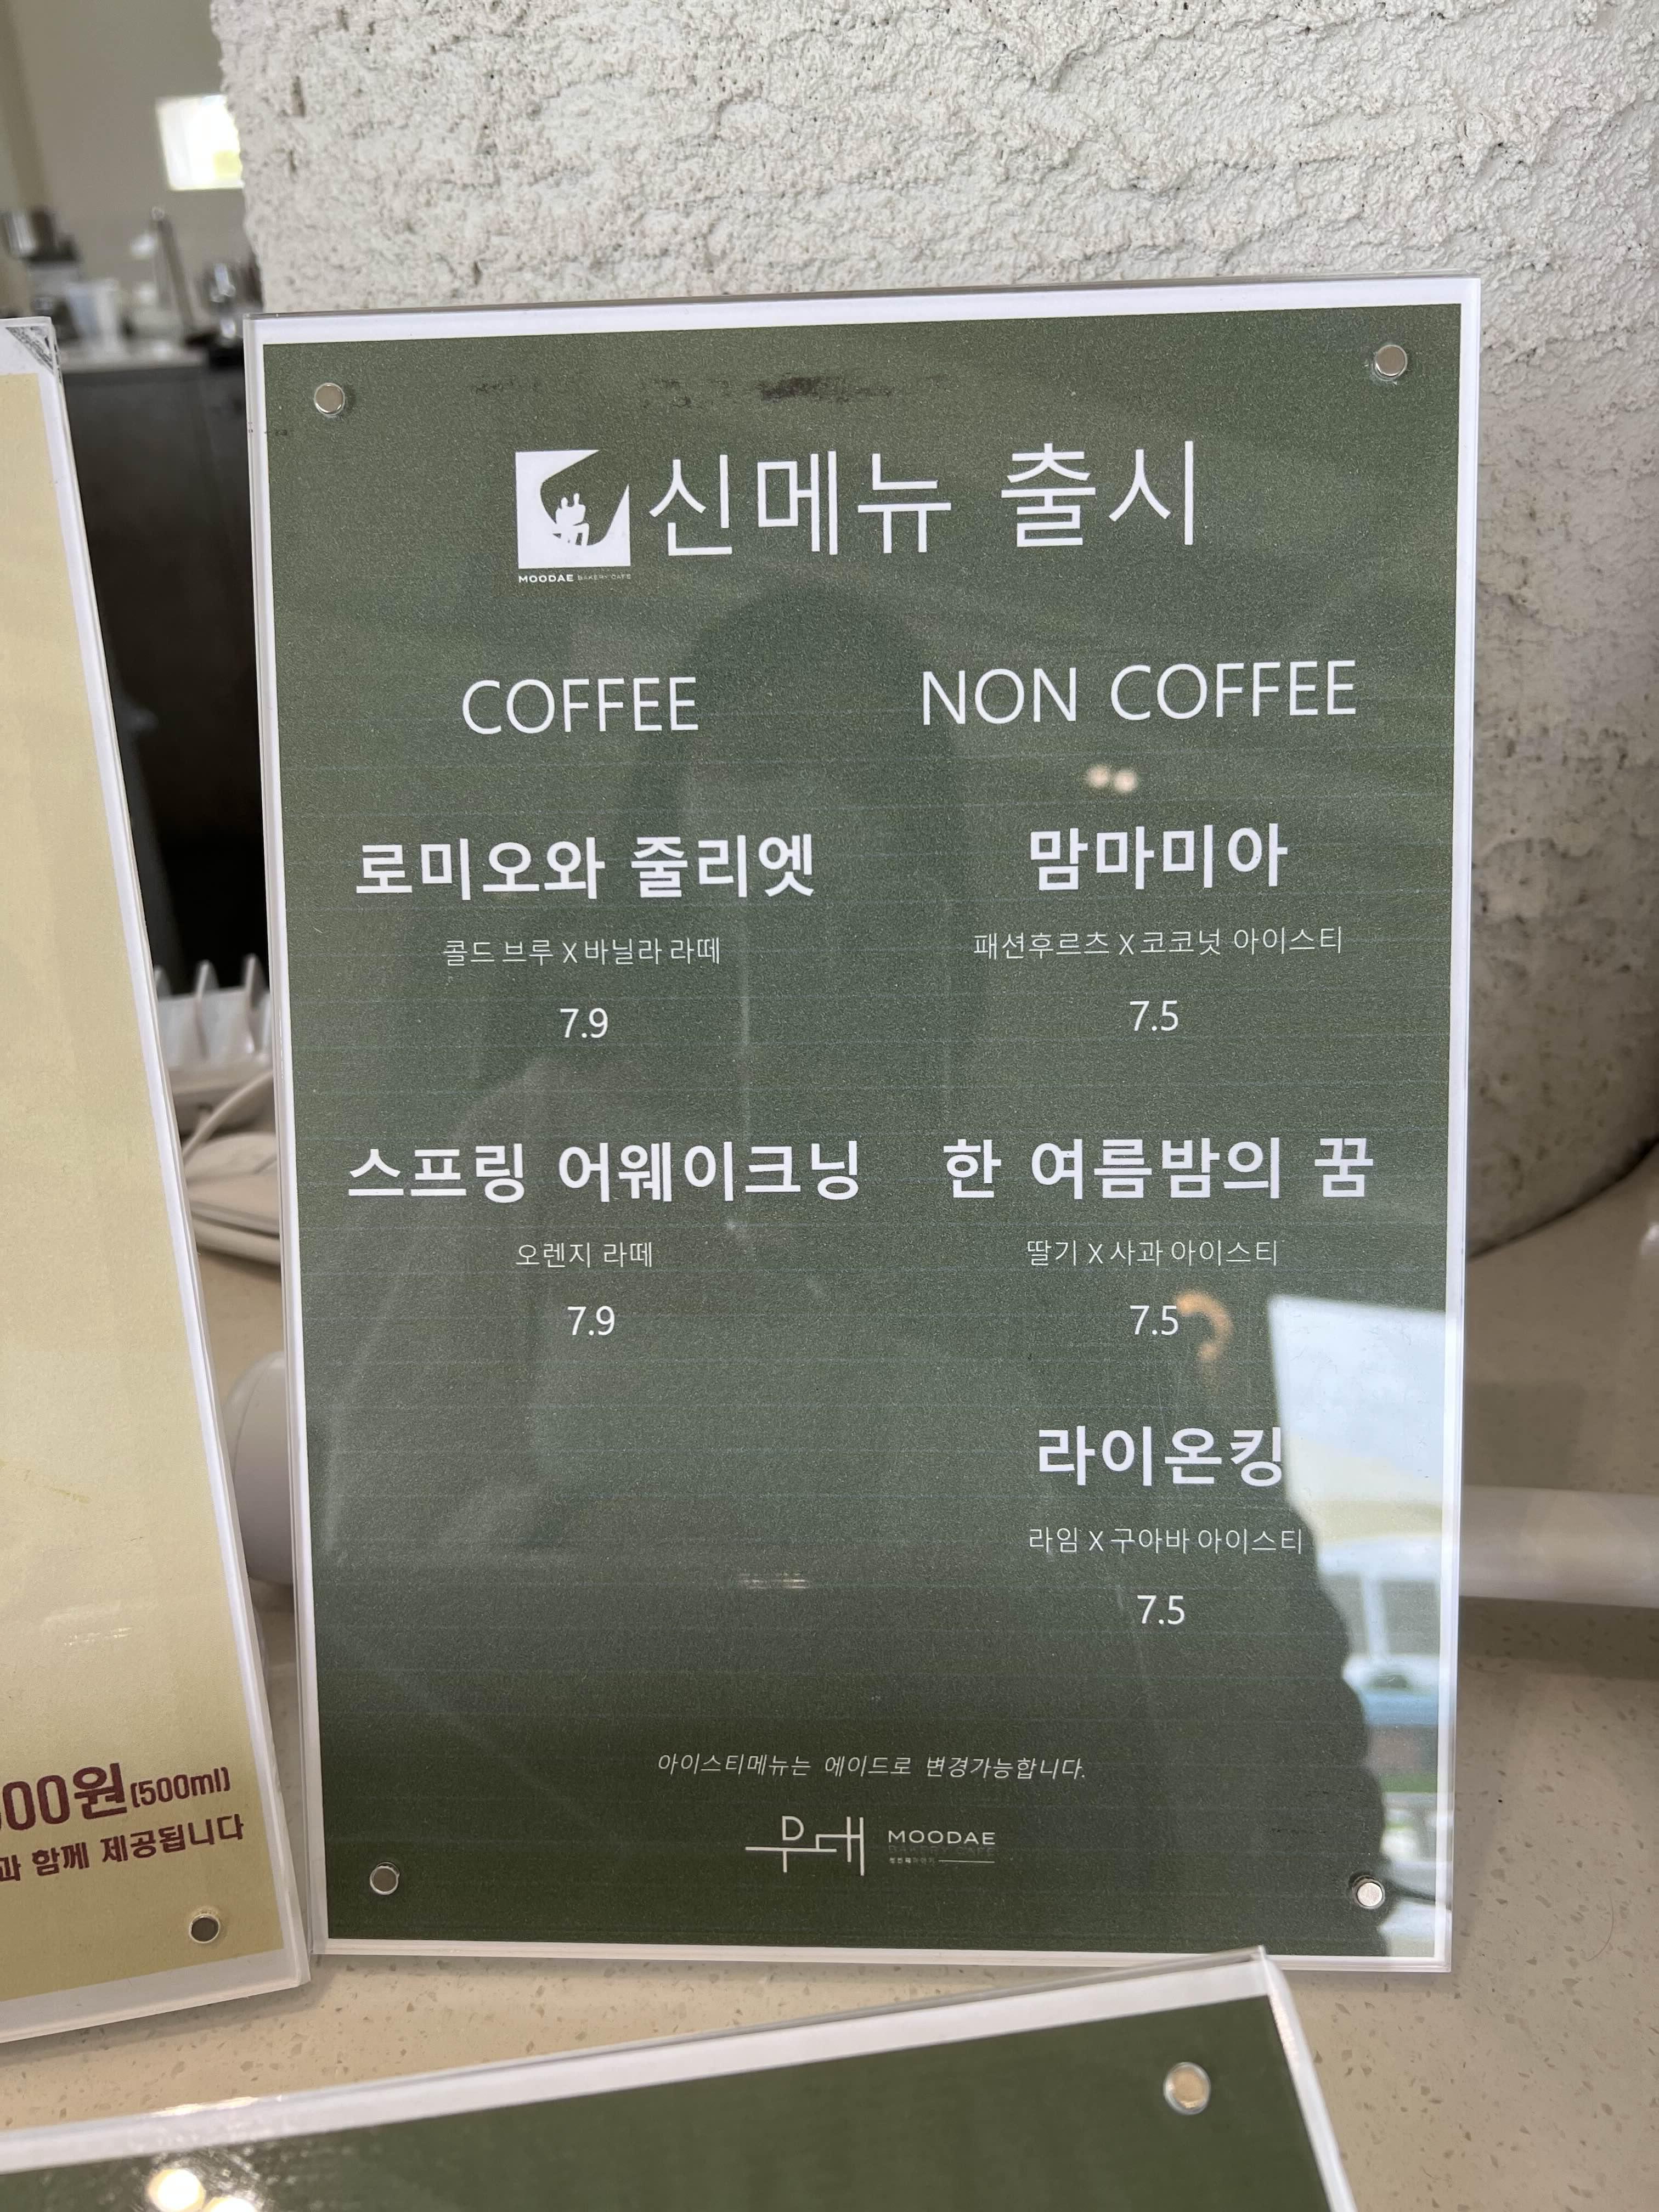 신메뉴 출시
MOODAE BAKERY CAFE
COFFEE
로미오와 줄리엣
콜드 브루 X 바닐라 라떼
7.9
스프링 어웨이크닝
오렌지 라떼
7.9
NON COFFEE
맘마미아
패션후르츠 X 코코넛 아이스티
7.5
한 여름밤의 꿈
딸기 X 사과 아이스티
7.5
라이온킹
라임 X 구아바 아이스티
7.5
아이스티메뉴는 에이드로 변경가능합니다.
무대 MOODAE
BAKERY CAFE
00원(500ml)
과 함께 제공됩니다